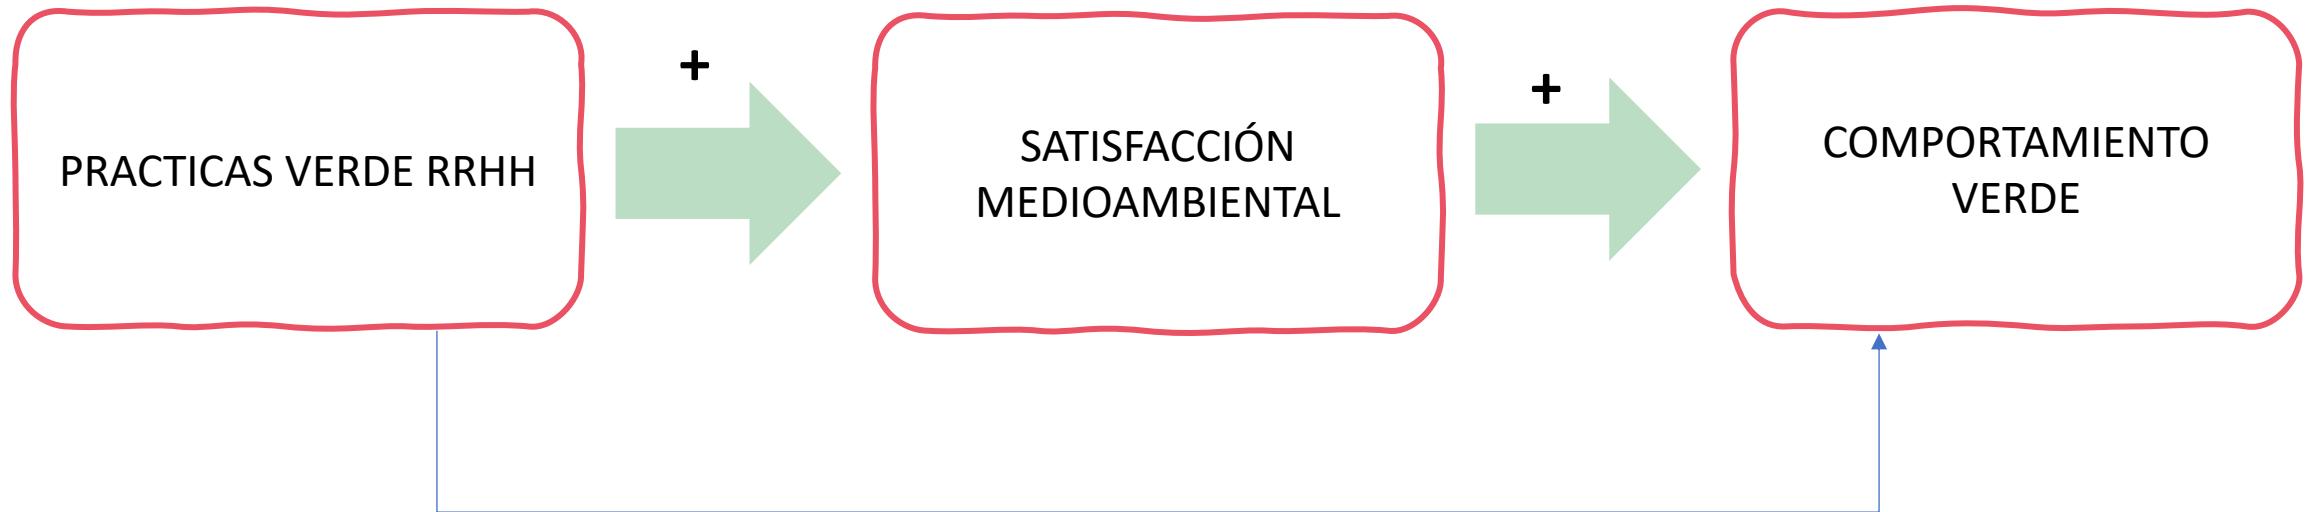 +
+
PRACTICAS VERDE RRHH
SATISFACCIÓN
MEDIOAMBIENTAL
COMPORTAMIENTO
VERDE